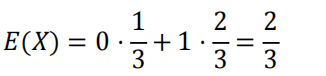 E(X) = 0 · 1/3 + 1 · 2/3 = 2/3